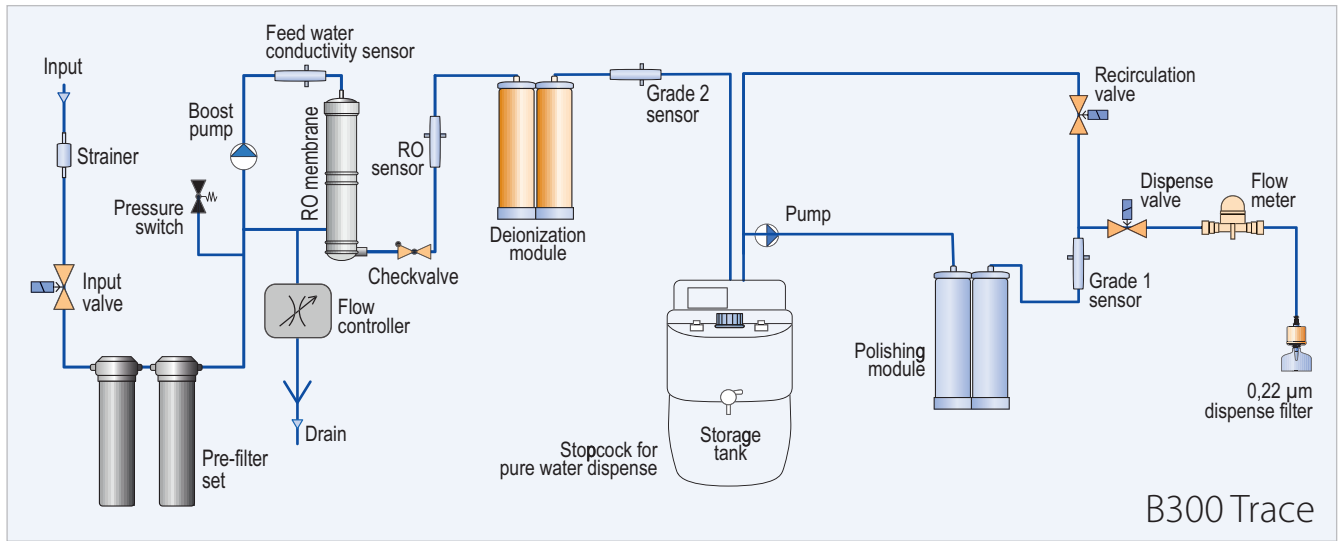 Input
Strainer
Pressure
switch
Input
valve
Pre-filter
set
Boost
pump
Feed water
conductivity sensor
RO membrane
Flow
controller
Drain
Checkvalve
RO
sensor
Deionization
module
Grade 2
sensor
Stopcock for
pure water dispense
Storage
tank
Pump
Polishing
module
Recirculation
valve
Dispense
valve
Flow
meter
Grade 1
sensor
0,22 µm
dispense filter
B300 Trace